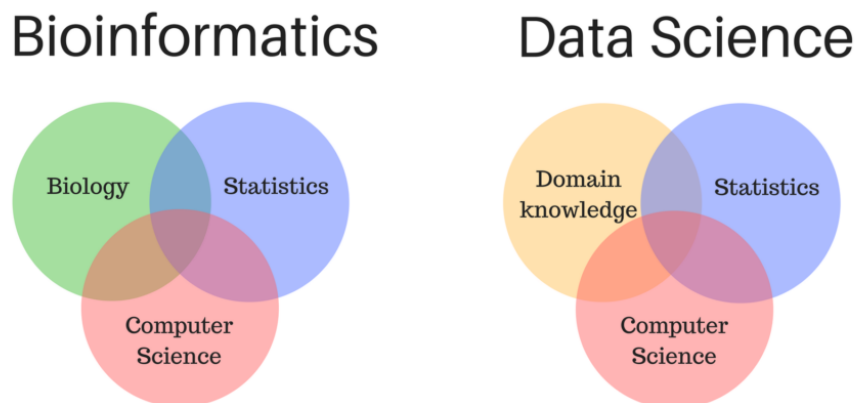 Bioinformatics
Biology
Statistics
Computer
Science
Data Science
Domain
knowledge
Statistics
Computer
Science